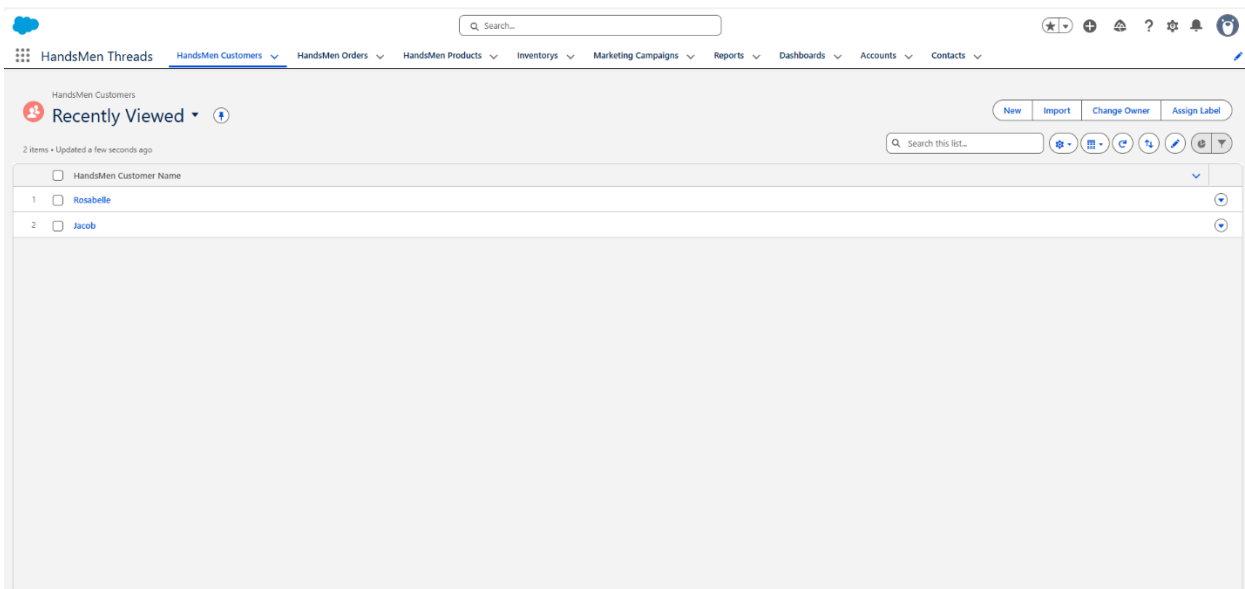 Search...
HandsMen Threads HandsMen Customers HandsMen Orders HandsMen Products Inventorys Marketing Campaigns Reports Dashboards Accounts Contacts
HandsMen Customers
Recently Viewed
New Import Change Owner Assign Label
2 items • Updated a few seconds ago
Search this list...
HandsMen Customer Name
1 Rosabelle
2 Jacob